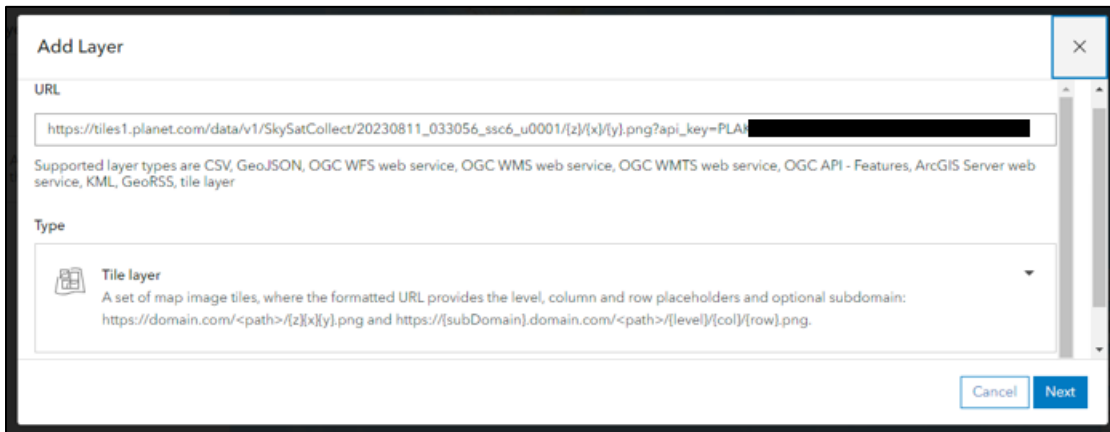 Add Layer
URL
https://tiles1.planet.com/data/v1/SkySatCollect/20230811_033056_ssc6_u0001/{z}/{x}/{y}.png?api_key=PLAK
Supported layer types are CSV, GeoJSON, OGC WFS web service, OGC WMS web service, OGC WMTS web service, OGC API - Features, ArcGIS Server web
service, KML, GeoRSS, tile layer
Type
Tile layer
A set of map image tiles, where the formatted URL provides the level, column and row placeholders and optional subdomain:
https://domain.com/<path>/{z}{x}{y}.png and https://{subDomain}.domain.com/<path>/{level}/{col}/{row}.png.
Cancel
Next